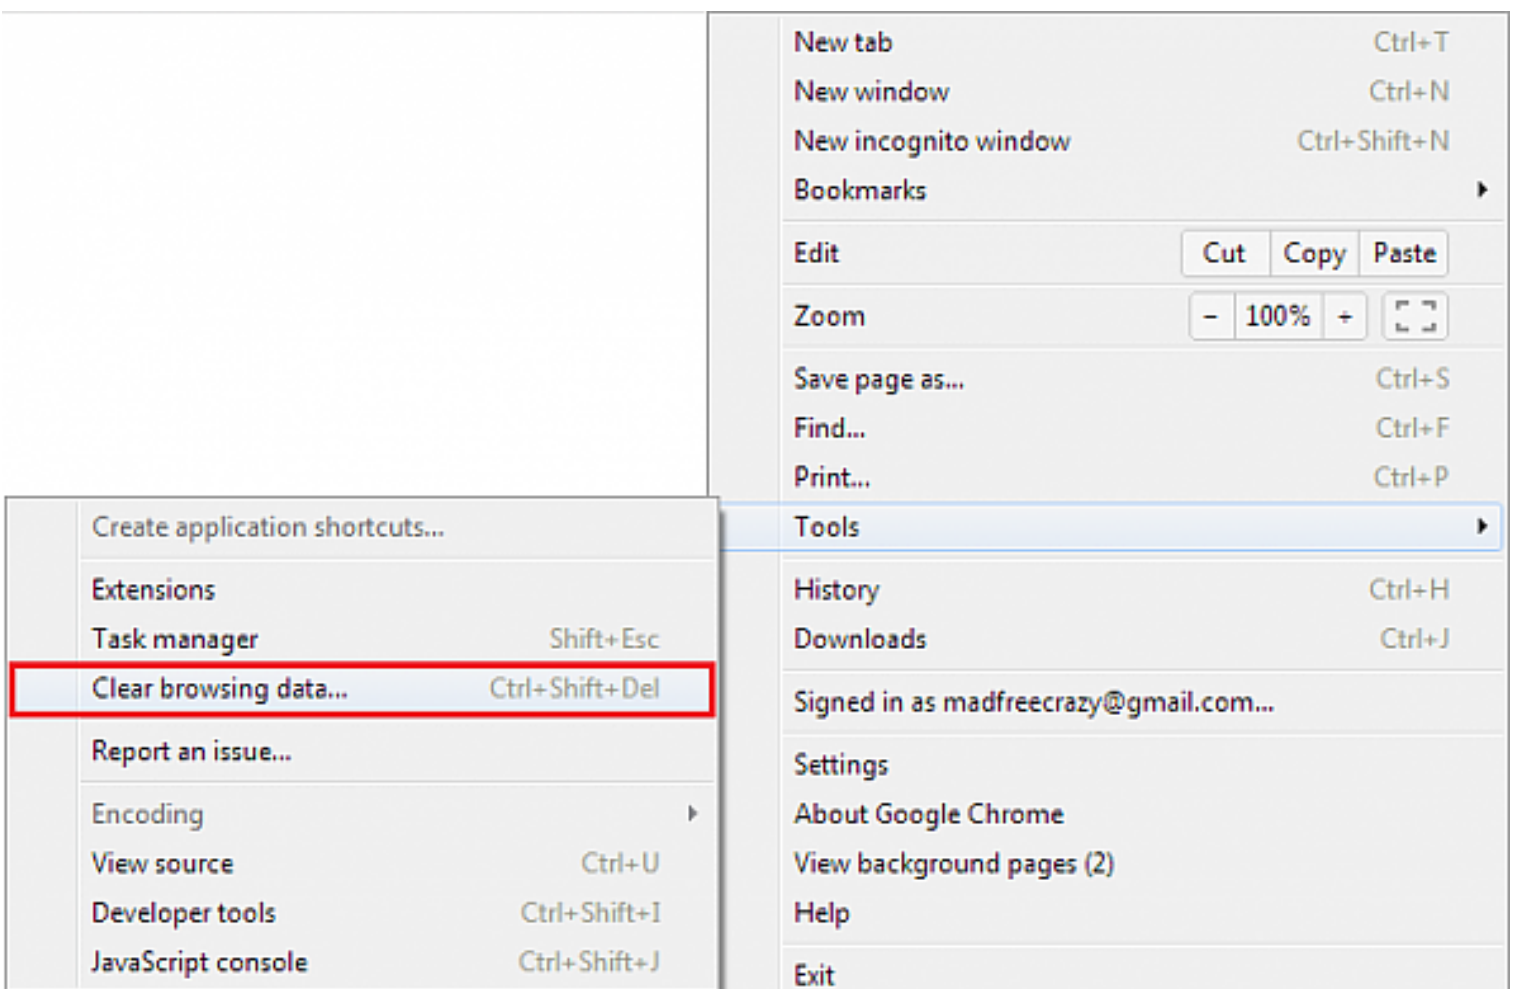 New tab Ctrl+T
New window Ctrl+N
New incognito window Ctrl+Shift+N
Bookmarks
Edit Cut Copy Paste
Zoom − 100% +
Save page as... Ctrl+S
Find... Ctrl+F
Print... Ctrl+P
Tools
History Ctrl+H
Downloads Ctrl+J
Signed in as madfreecrazy@gmail.com...
Settings
About Google Chrome
View background pages (2)
Help
Exit
Create application shortcuts...
Extensions
Task manager Shift+Esc
Clear browsing data... Ctrl+Shift+Del
Report an issue...
Encoding
View source Ctrl+U
Developer tools Ctrl+Shift+I
JavaScript console Ctrl+Shift+J